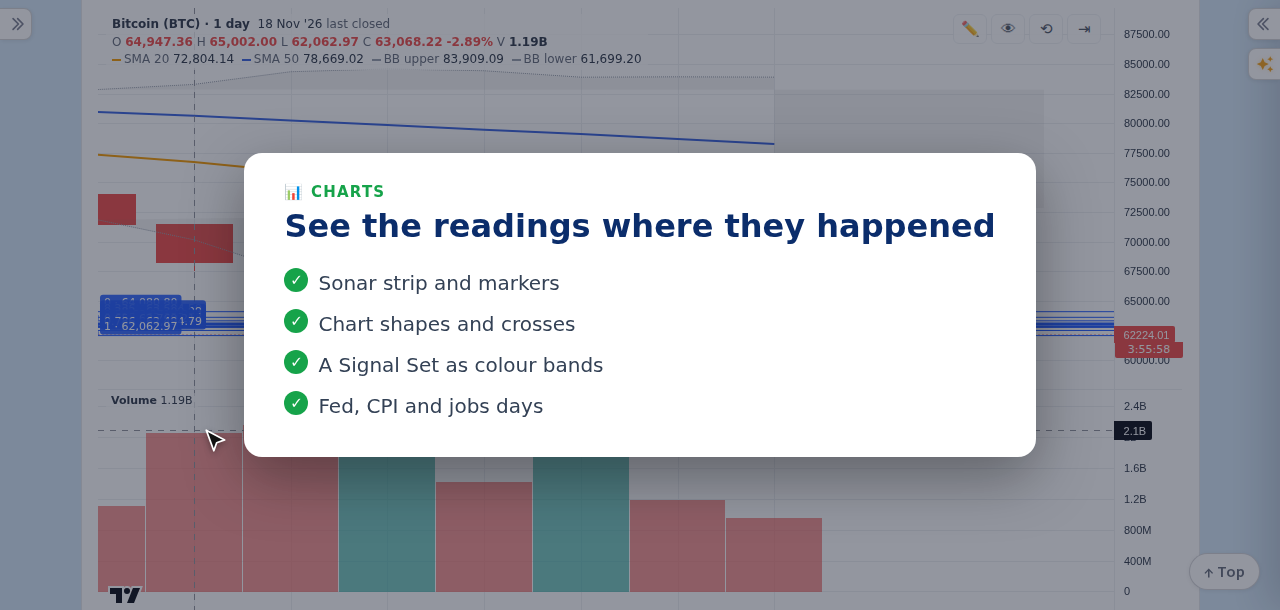 Bitcoin (BTC) · 1 day 18 Nov '26 last closed
O 64,947.36 H 65,002.00 L 62,062.97 C 63,068.22 -2.89% V 1.19B
SMA 20 72,804.14 SMA 50 78,669.02 BB upper 83,909.09 BB lower 61,699.20
87500.00
85000.00
82500.00
80000.00
77500.00
75000.00
72500.00
70000.00
67500.00
65000.00
62224.01
3:55:58
60000.00
📊 CHARTS
See the readings where they happened
✓ Sonar strip and markers
✓ Chart shapes and crosses
✓ A Signal Set as colour bands
✓ Fed, CPI and jobs days
1 · 62,062.97
Volume 1.19B
2.4B
2.1B
1.6B
1.2B
800M
400M
0
↑ Top